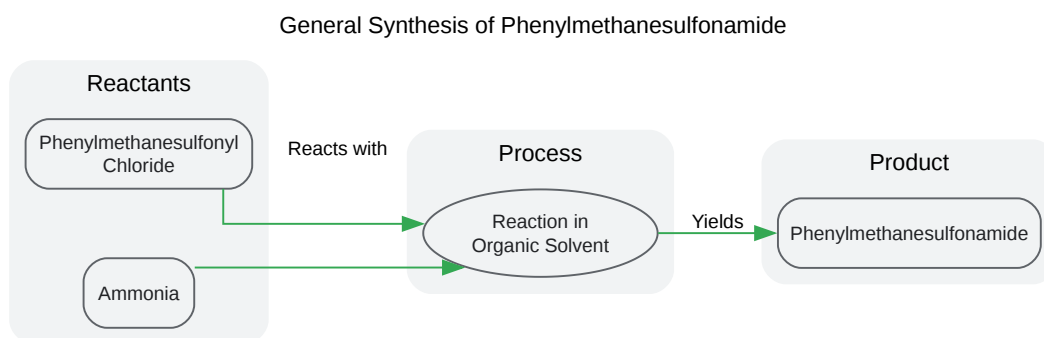 General Synthesis of Phenylmethanesulfonamide
Reactants
Phenylmethanesulfonyl
Chloride
Ammonia
Reacts with
Process
Reaction in
Organic Solvent
Yields
Product
Phenylmethanesulfonamide